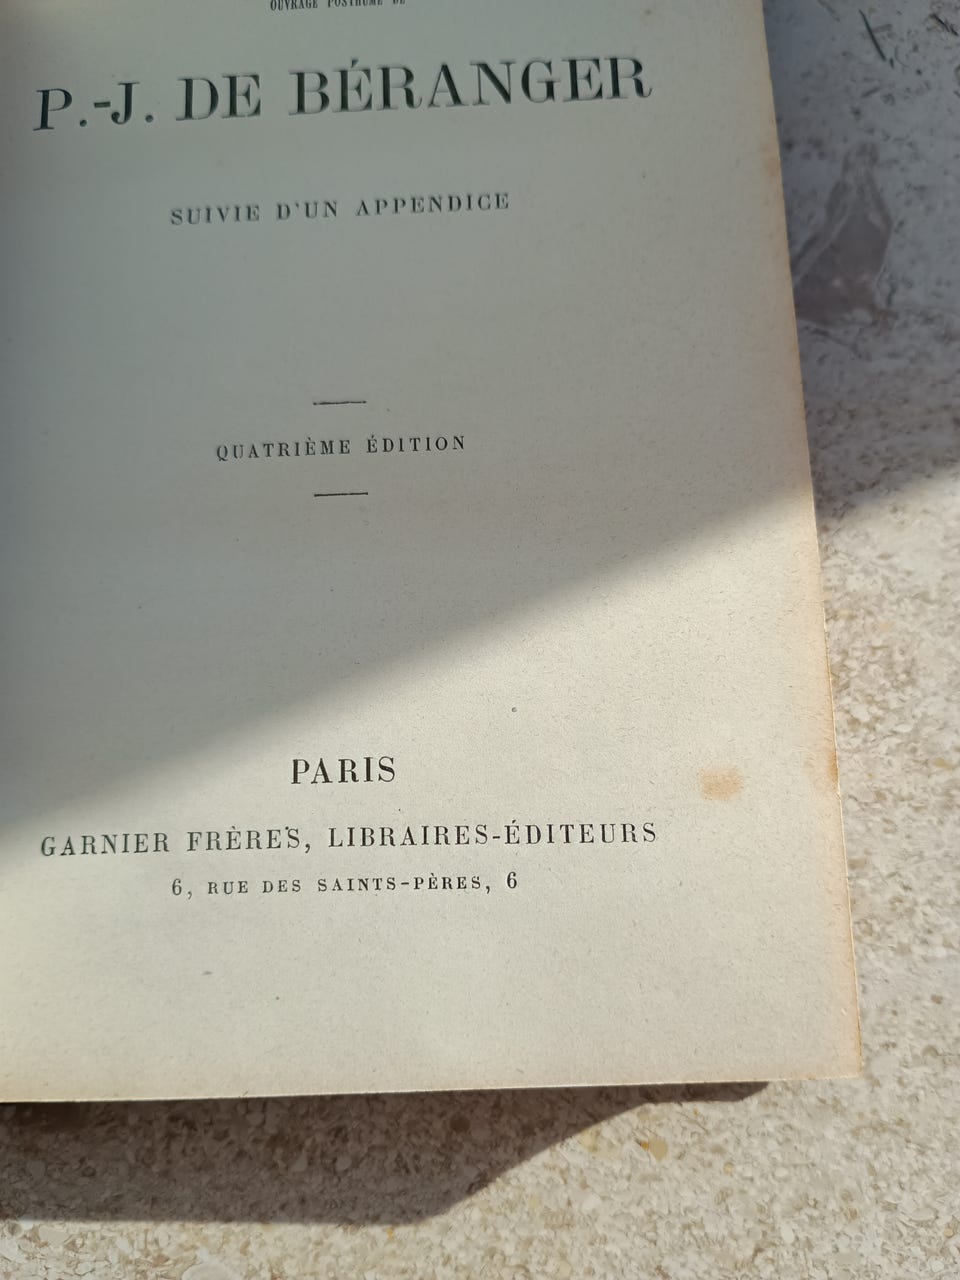 OUVRAGE POSTHUME DE
P.-J. DE BÉRANGER
SUIVIE D'UN APPENDICE
QUATRIÈME ÉDITION
PARIS
GARNIER FRÈRES, LIBRAIRES-ÉDITEURS
6, RUE DES SAINTS-PÈRES, 6